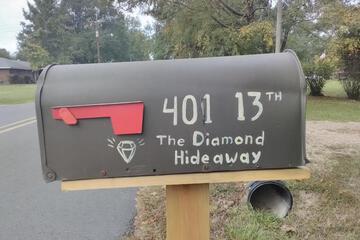 401 13TH
The Diamond
Hideaway